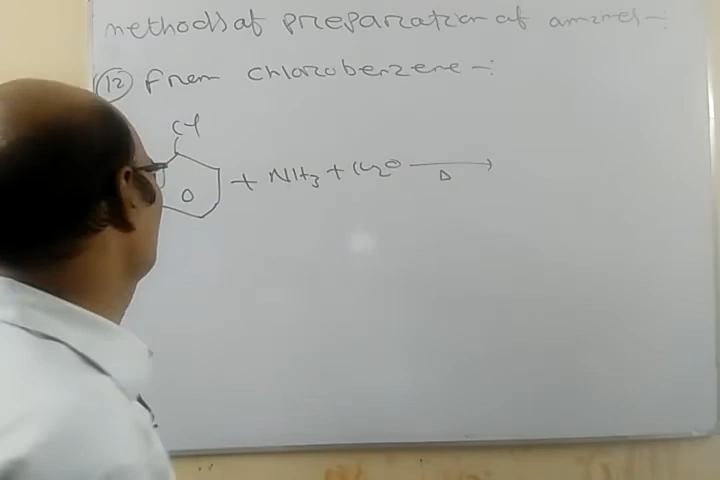 methods of preparation of amines -:
(12) From chlorobenzene -:
Cl
+ NH3 + Cu2O
Δ